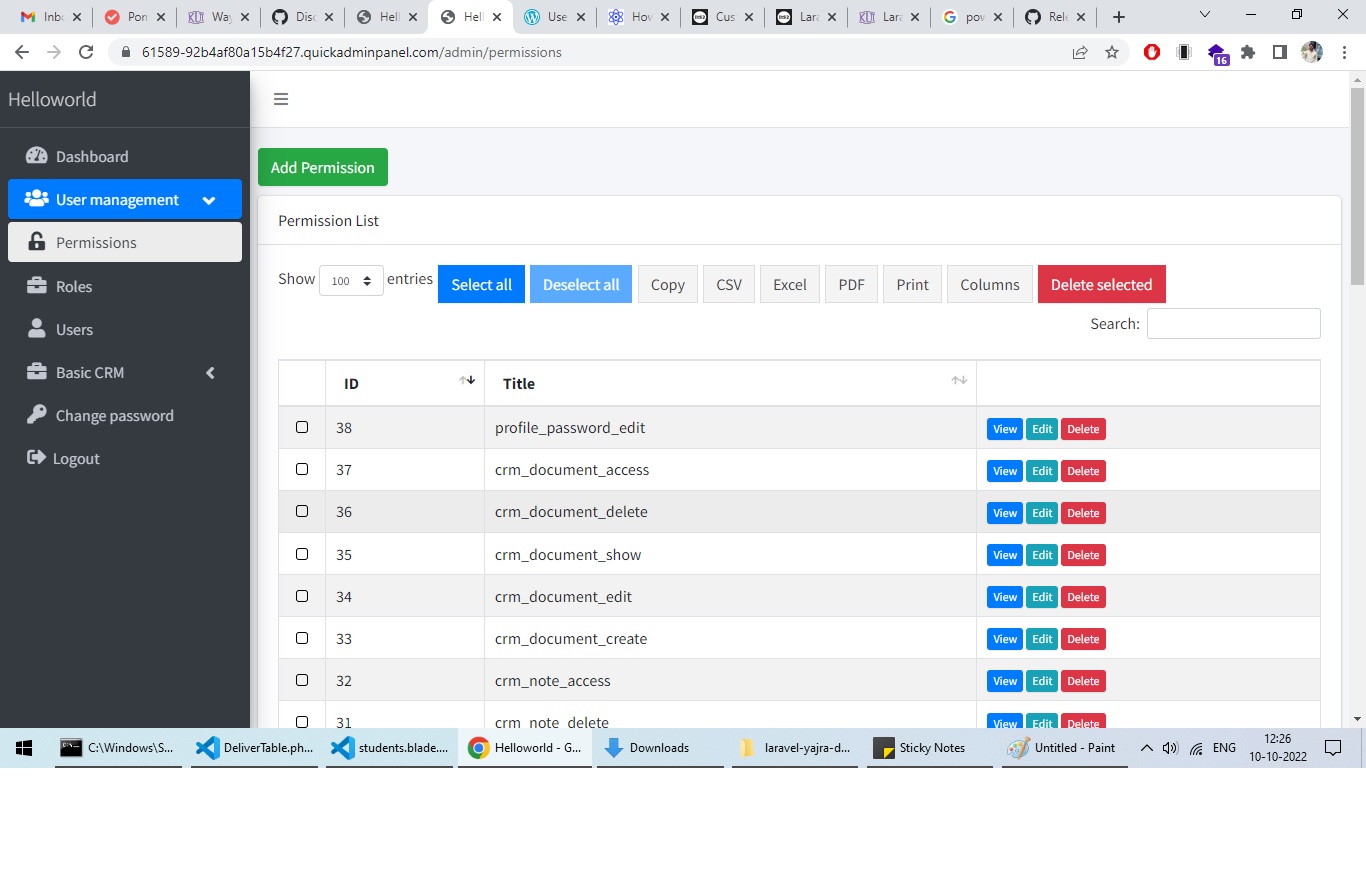 Inbo Pom Way Disc Hell Hell Use How Cus Lara Lara pov Rele
61589-92b4af80a15b4f27.quickadminpanel.com/admin/permissions
16
Helloworld
Dashboard
User management
Permissions
Roles
Users
Basic CRM
Change password
Logout
Add Permission
Permission List
Show 100 entries Select all Deselect all Copy CSV Excel PDF Print Columns Delete selected
Search:
ID Title
38 profile_password_edit View Edit Delete
37 crm_document_access View Edit Delete
36 crm_document_delete View Edit Delete
35 crm_document_show View Edit Delete
34 crm_document_edit View Edit Delete
33 crm_document_create View Edit Delete
32 crm_note_access View Edit Delete
31 crm_note_delete View Edit Delete
C:\Windows\S... DeliverTable.ph... students.blade.... Helloworld - G... Downloads laravel-yajra-d... Sticky Notes Untitled - Paint ENG 12:26
10-10-2022